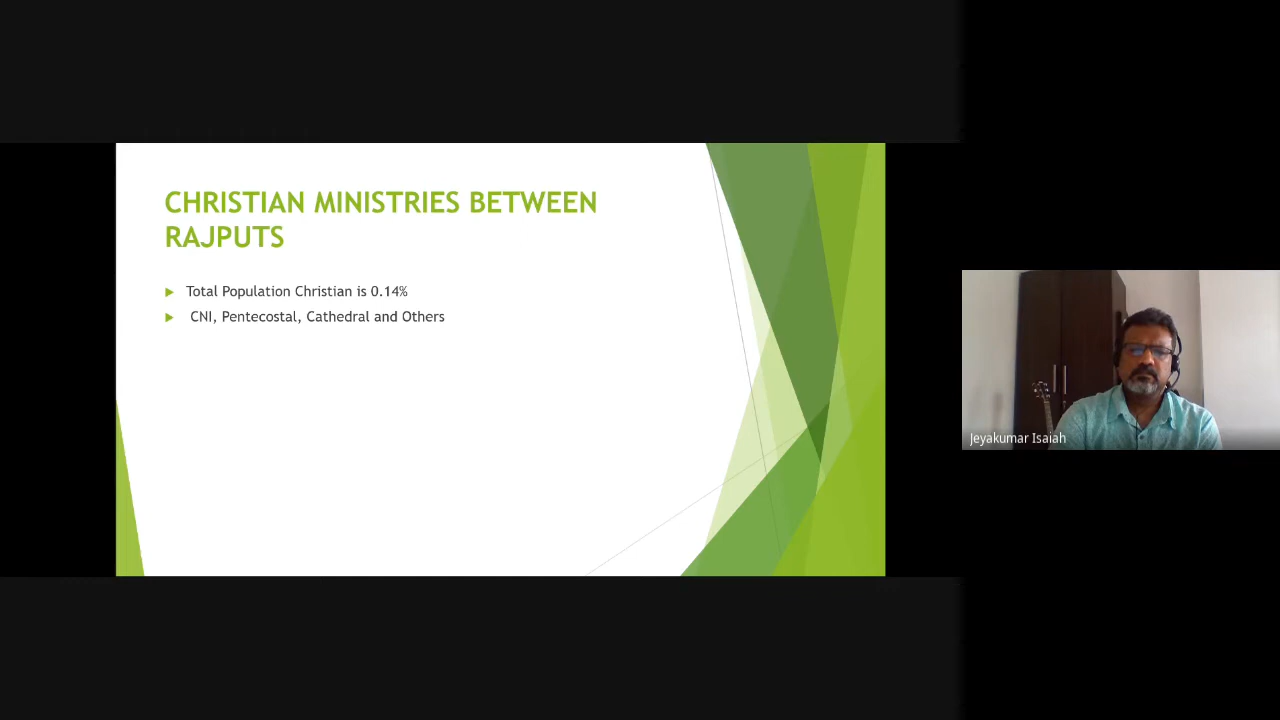 CHRISTIAN MINISTRIES BETWEEN
RAJPUTS
Total Population Christian is 0.14%
CNI, Pentecostal, Cathedral and Others
Jeyakumar Isaiah